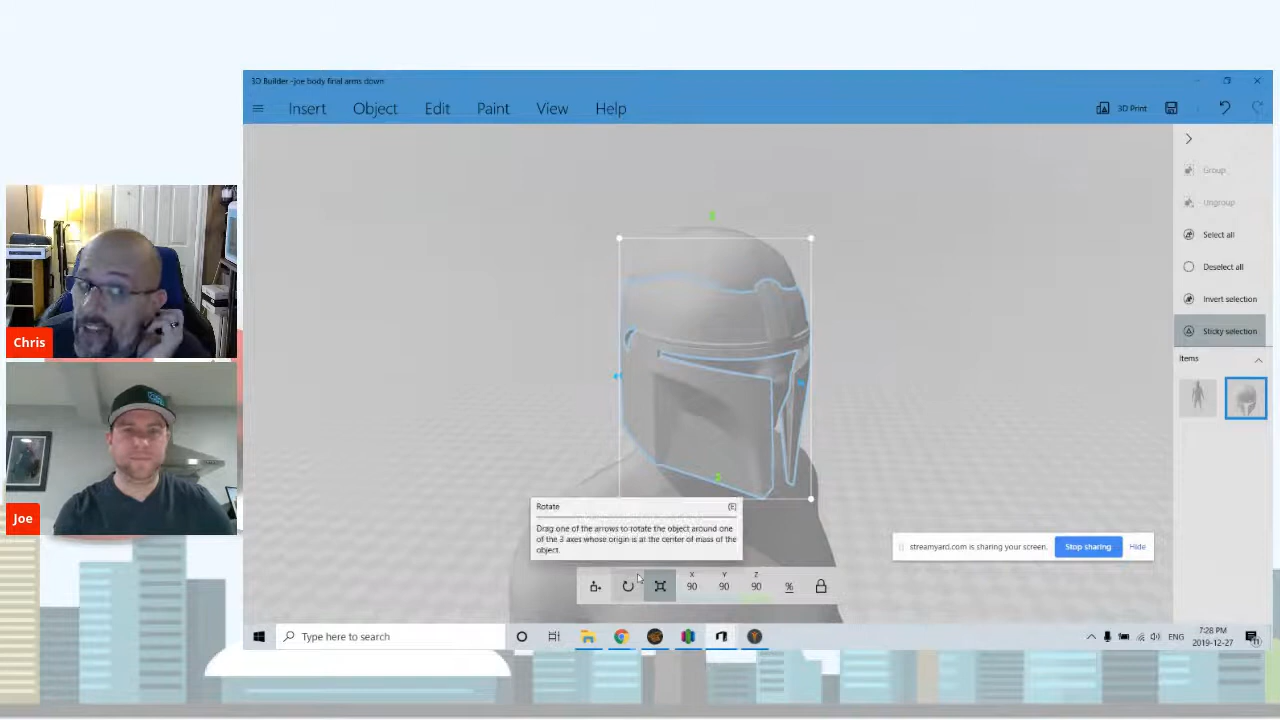 3D Builder -joe body final arms down
Insert Object Edit Paint View Help
3D Print
Group
Ungroup
Select all
Deselect all
Invert selection
Sticky selection
Items
Chris
Joe
Rotate
Drag one of the arrows to rotate the object around one
of the 3 axes whose origin is at the center of mass of the
object.
X Y Z
90 90 90 %
streamyard.com is sharing your screen. Stop sharing Hide
Type here to search
ENG
7:28 PM
2019-12-27